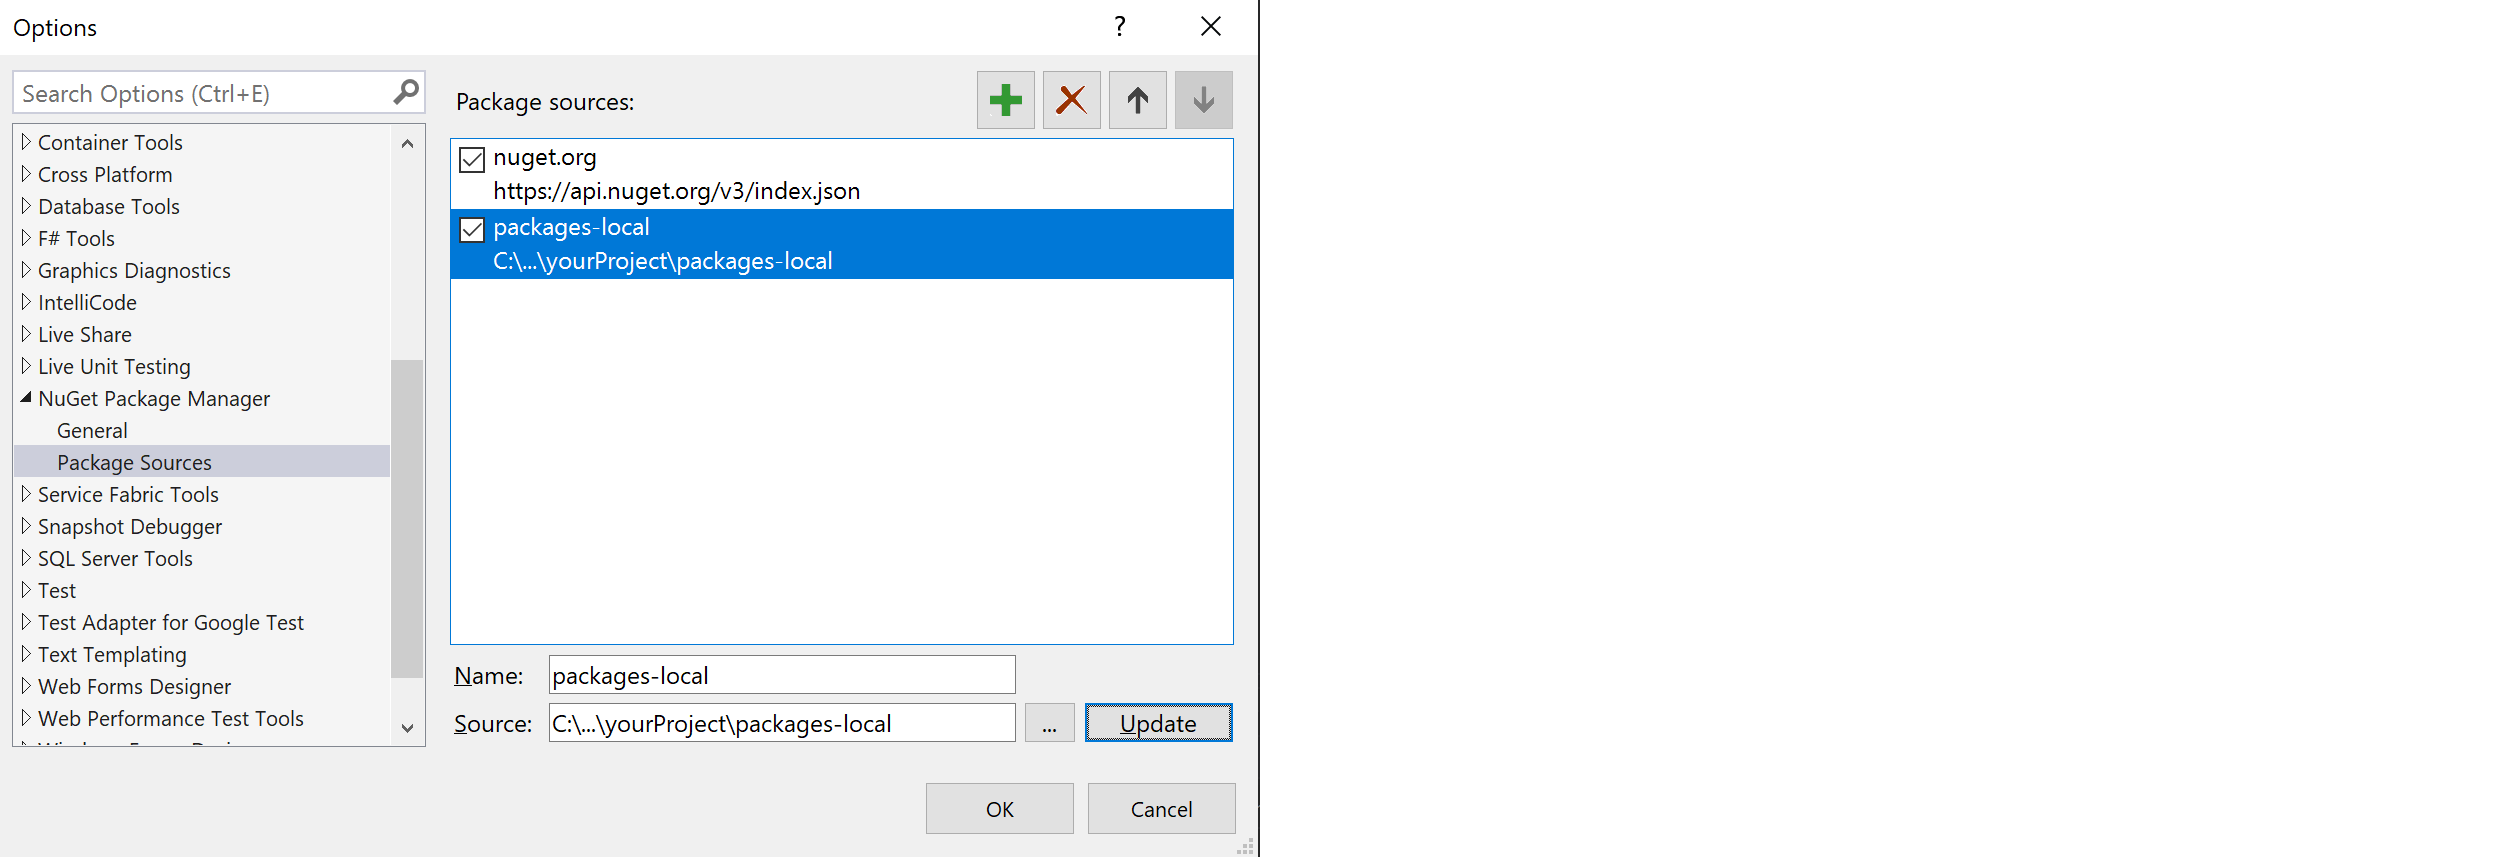 Options
?
Search Options (Ctrl+E)
Container Tools
Cross Platform
Database Tools
F# Tools
Graphics Diagnostics
IntelliCode
Live Share
Live Unit Testing
NuGet Package Manager
General
Package Sources
Service Fabric Tools
Snapshot Debugger
SQL Server Tools
Test
Test Adapter for Google Test
Text Templating
Web Forms Designer
Web Performance Test Tools
Package sources:
nuget.org
https://api.nuget.org/v3/index.json
packages-local
C:\...\yourProject\packages-local
Name: packages-local
Source: C:\...\yourProject\packages-local ... Update
OK Cancel